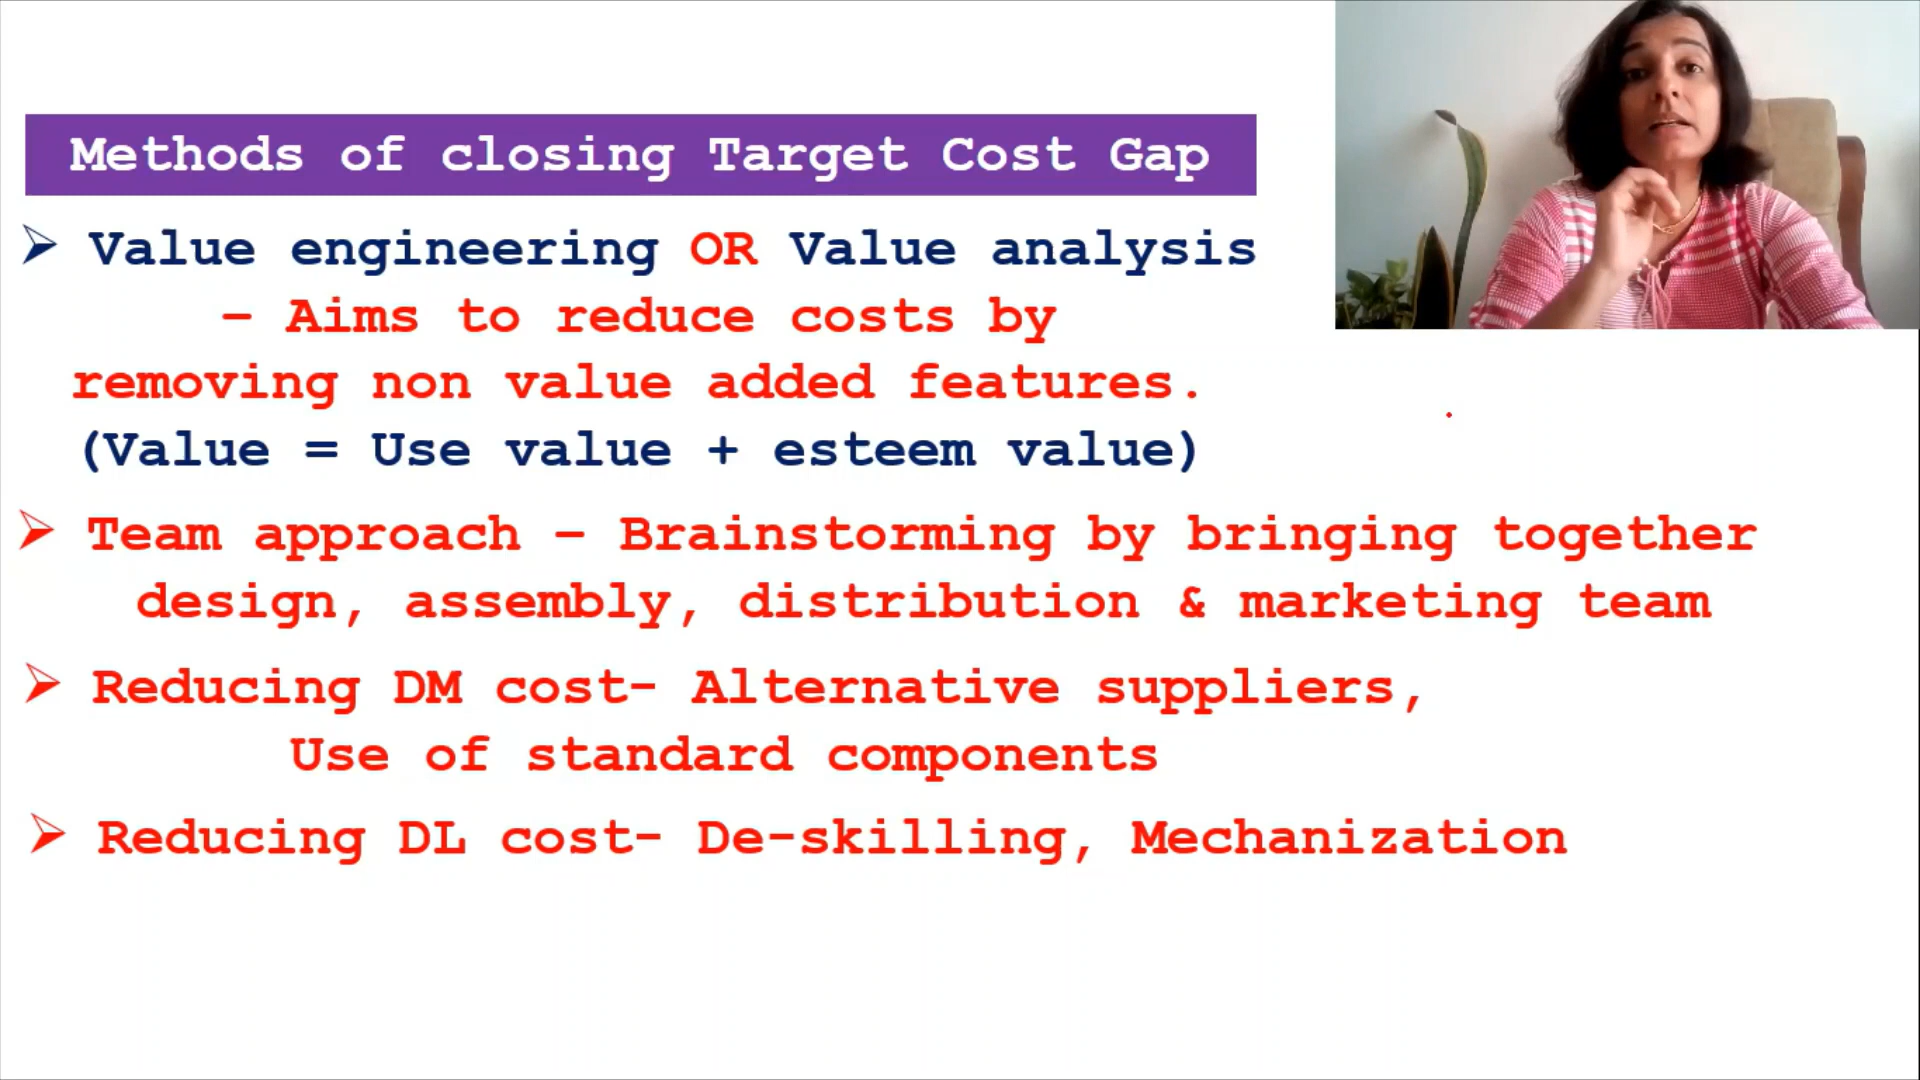 Methods of closing Target Cost Gap
➢ Value engineering OR Value analysis
– Aims to reduce costs by
removing non value added features.
(Value = Use value + esteem value)
➢ Team approach – Brainstorming by bringing together
design, assembly, distribution & marketing team
➢ Reducing DM cost- Alternative suppliers,
Use of standard components
➢ Reducing DL cost- De-skilling, Mechanization